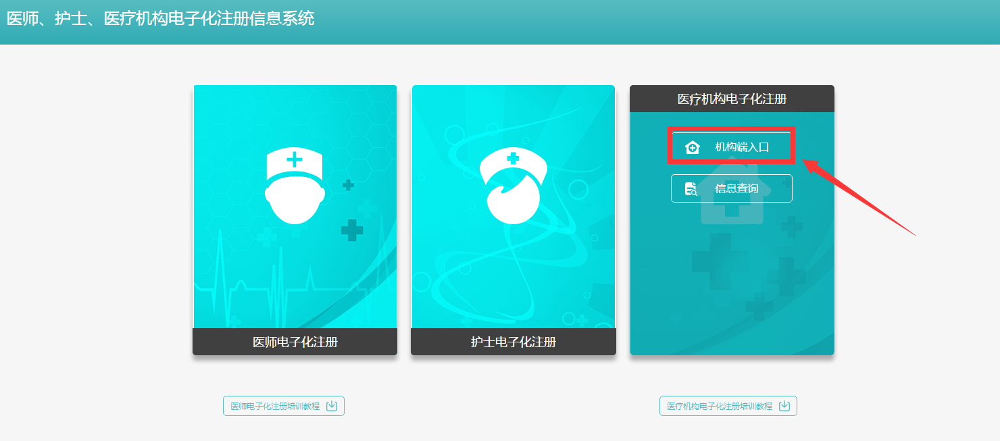 医师、护士、医疗机构电子化注册信息系统
医疗机构电子化注册
机构端入口
信息查询
医师电子化注册
护士电子化注册
医师电子化注册培训教程
医疗机构电子化注册培训教程